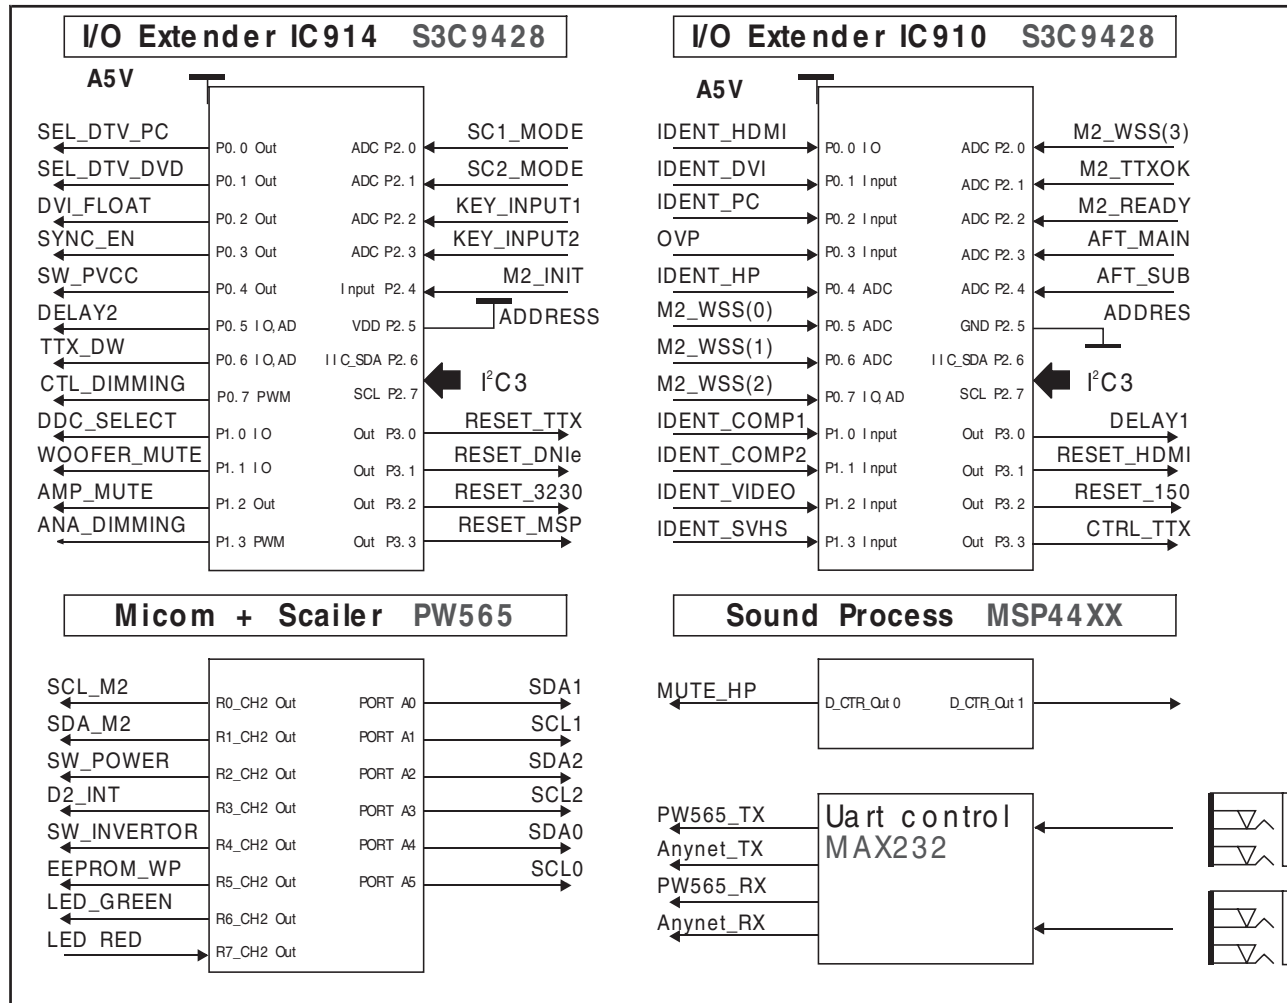 I/O Extender IC914 S3C9428
A5V
SEL_DTV_PC P0.0 Out ADC P2.0 SC1_MODE
SEL_DTV_DVD P0.1 Out ADC P2.1 SC2_MODE
DVI_FLOAT P0.2 Out ADC P2.2 KEY_INPUT1
SYNC_EN P0.3 Out ADC P2.3 KEY_INPUT2
SW_PVCC P0.4 Out Input P2.4 M2_INIT
DELAY2 P0.5 IO,AD VDD P2.5 ADDRESS
TTX_DW P0.6 IO,AD IIC_SDA P2.6
CTL_DIMMING P0.7 PWM SCL P2.7 I²C3
DDC_SELECT P1.0 IO Out P3.0 RESET_TTX
WOOFER_MUTE P1.1 IO Out P3.1 RESET_DNIe
AMP_MUTE P1.2 Out Out P3.2 RESET_3230
ANA_DIMMING P1.3 PWM Out P3.3 RESET_MSP
I/O Extender IC910 S3C9428
A5V
IDENT_HDMI P0.0 IO ADC P2.0 M2_WSS(3)
IDENT_DVI P0.1 Input ADC P2.1 M2_TTXOK
IDENT_PC P0.2 Input ADC P2.2 M2_READY
OVP P0.3 Input ADC P2.3 AFT_MAIN
IDENT_HP P0.4 ADC ADC P2.4 AFT_SUB
M2_WSS(0) P0.5 ADC GND P2.5 ADDRES
M2_WSS(1) P0.6 ADC IIC_SDA P2.6
M2_WSS(2) P0.7 IO,AD SCL P2.7 I²C3
IDENT_COMP1 P1.0 Input Out P3.0 DELAY1
IDENT_COMP2 P1.1 Input Out P3.1 RESET_HDMI
IDENT_VIDEO P1.2 Input Out P3.2 RESET_150
IDENT_SVHS P1.3 Input Out P3.3 CTRL_TTX
Micom + Scailer PW565
SCL_M2 R0_CH2 Out PORT A0 SDA1
SDA_M2 R1_CH2 Out PORT A1 SCL1
SW_POWER R2_CH2 Out PORT A2 SDA2
D2_INT R3_CH2 Out PORT A3 SCL2
SW_INVERTOR R4_CH2 Out PORT A4 SDA0
EEPROM_WP R5_CH2 Out PORT A5 SCL0
LED_GREEN R6_CH2 Out
LED RED R7_CH2 Out
Sound Process MSP44XX
MUTE_HP D_CTR_Out 0 D_CTR_Out 1
Uart control
MAX232
PW565_TX
Anynet_TX
PW565_RX
Anynet_RX